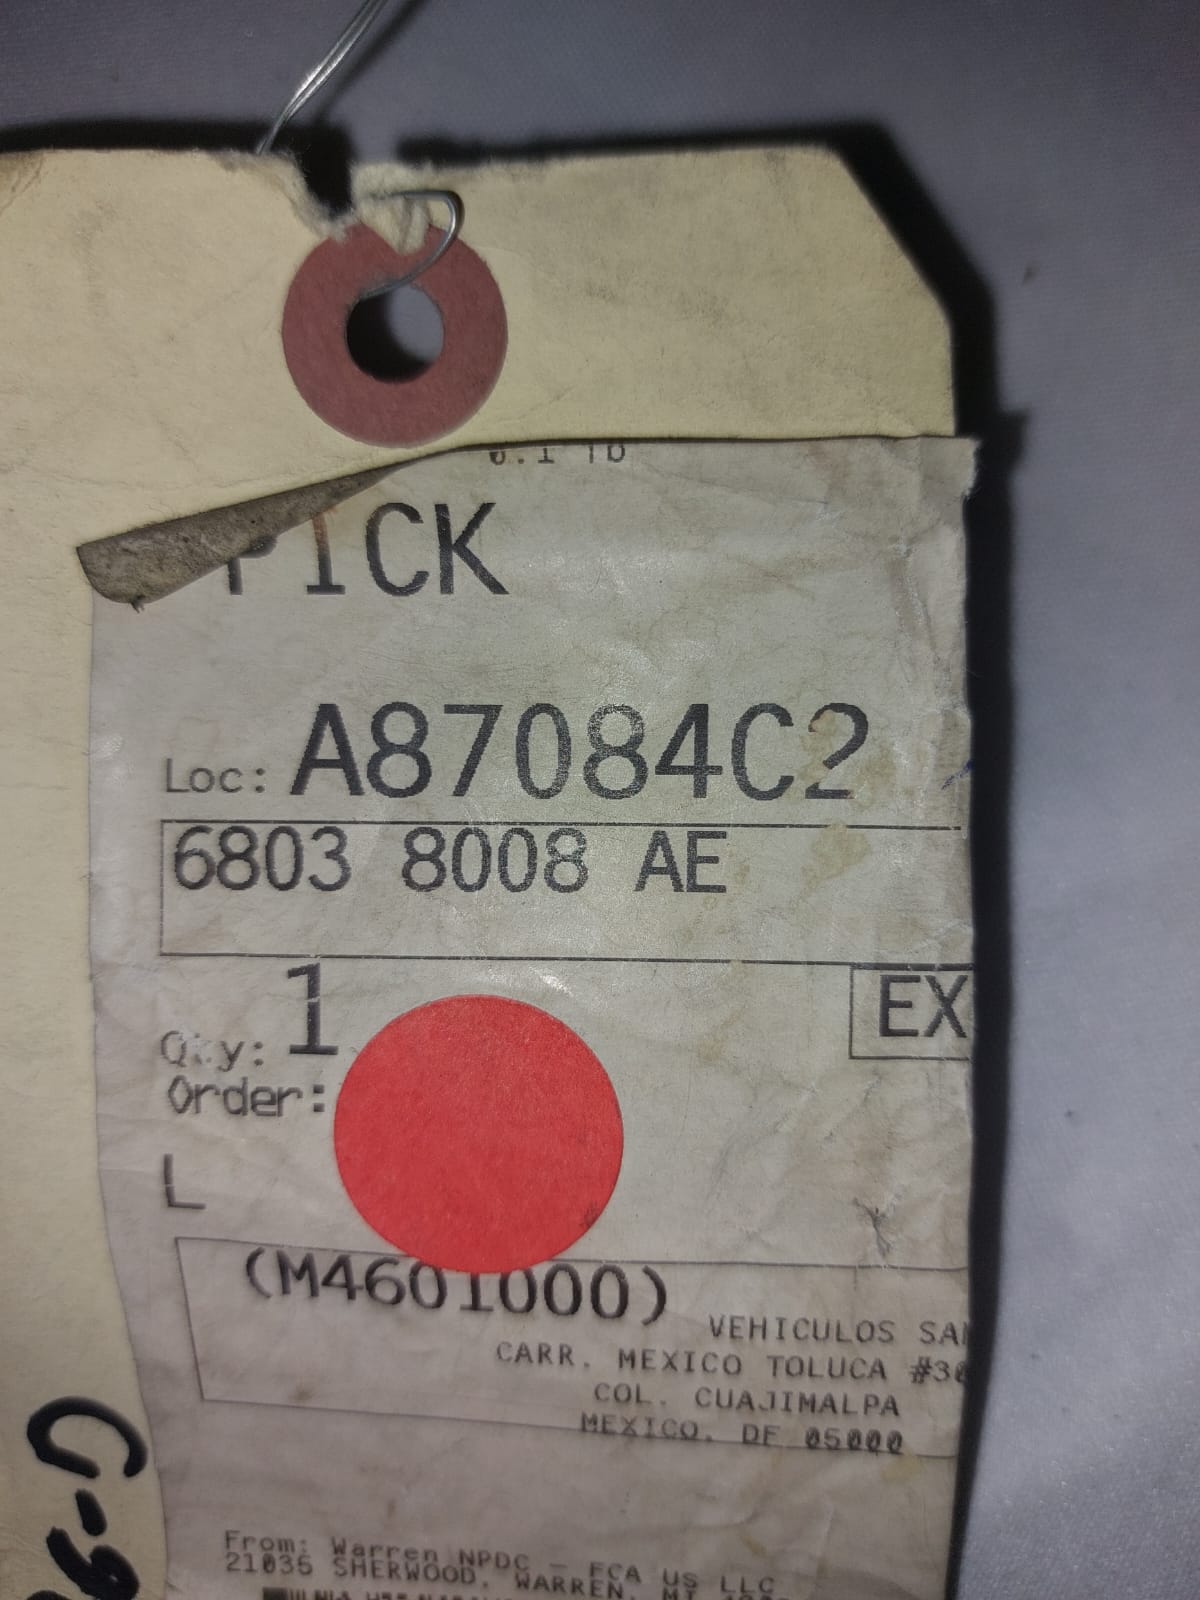 PICK
Loc: A87084C2
6803 8008 AE
Qty: 1
EX
Order:
L
(M4601000)
VEHICULOS
CARR. MEXICO TOLUCA
COL. CUAJIMALPA
MEXICO, DF 05000
From: Warren NPDC - FCA US LLC
21035 SHERWOOD, WARREN, MI